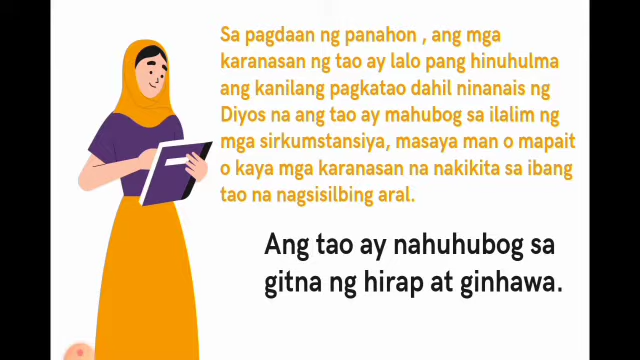 Sa pagdaan ng panahon , ang mga
karanasan ng tao ay lalo pang hinuhulma
ang kanilang pagkatao dahil ninanais ng
Diyos na ang tao ay mahubog sa ilalim ng
mga sirkumstansiya, masaya man o mapait
o kaya mga karanasan na nakikita sa ibang
tao na nagsisilbing aral.
Ang tao ay nahuhubog sa
gitna ng hirap at ginhawa.